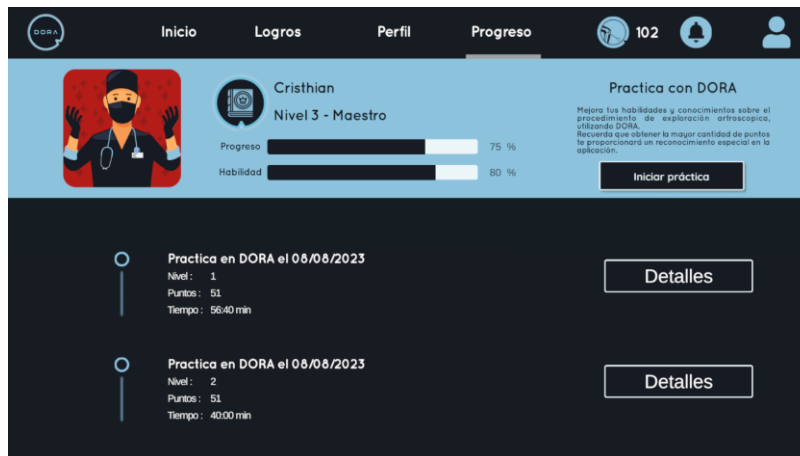 DORA
Inicio Logros Perfil Progreso 102
Cristhian
Nivel 3 - Maestro
Progreso 75 %
Habilidad 80 %
Practica con DORA
Mejora tus habilidades y conocimientos sobre el
procedimiento de exploración artroscopica,
utilizando DORA.
Recuerda que obtener la mayor cantidad de puntos
te proporcionará un reconocimiento especial en la
aplicación.
Iniciar práctica
Practica en DORA el 08/08/2023
Nivel : 1
Puntos : 51
Tiempo : 56:40 min
Detalles
Practica en DORA el 08/08/2023
Nivel : 2
Puntos : 51
Tiempo : 40:00 min
Detalles